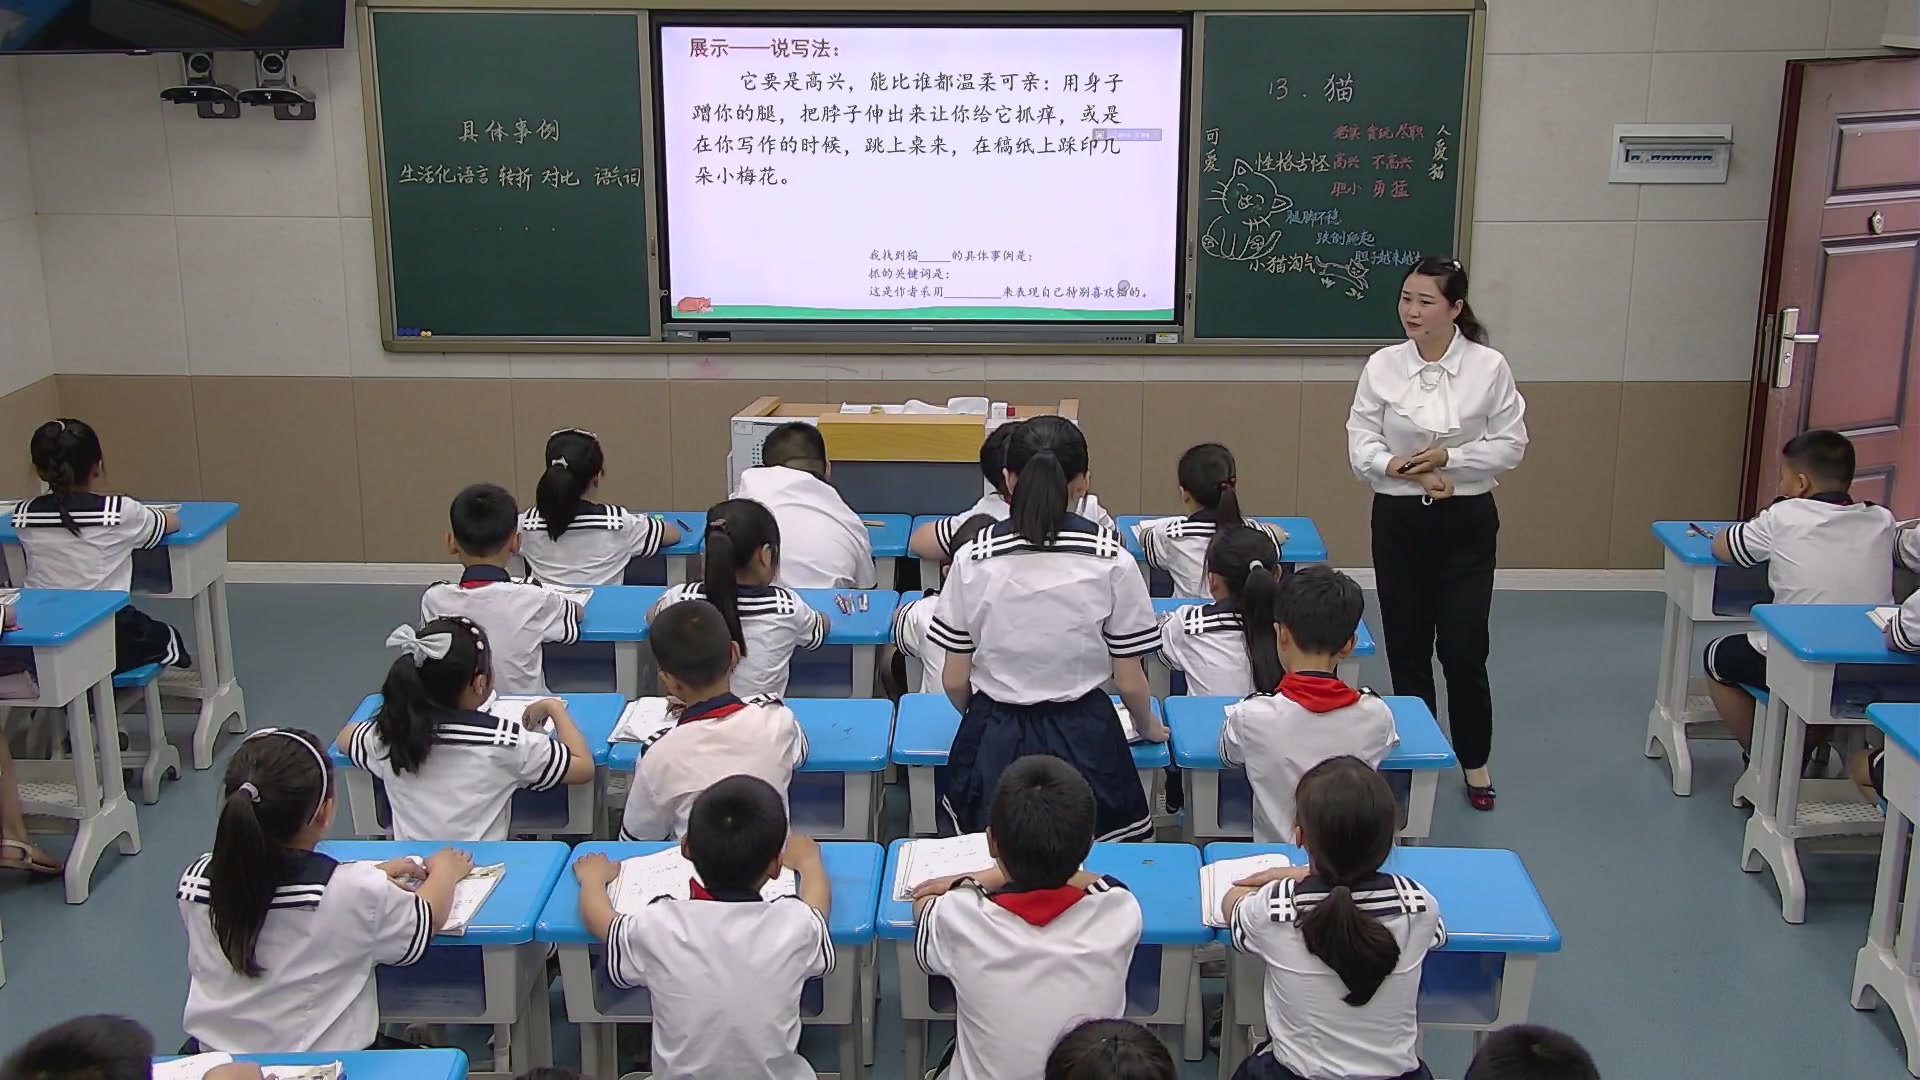 具体事例
生活化语言 转折 对比 语气词
展示——说写法：
它要是高兴，能比谁都温柔可亲：用身子
蹭你的腿，把脖子伸出来让你给它抓痒，或是
在你写作的时候，跳上桌来，在稿纸上踩印几
朵小梅花。
我找到猫_____的具体事例是：
抓的关键词是：
这是作者采用_________来表现自己特别喜欢猫的。
13．猫
可爱
性格古怪
老实 贪玩 尽职
高兴 不高兴
胆小 勇猛
人爱猫
腿脚不稳
跌倒爬起
小猫淘气